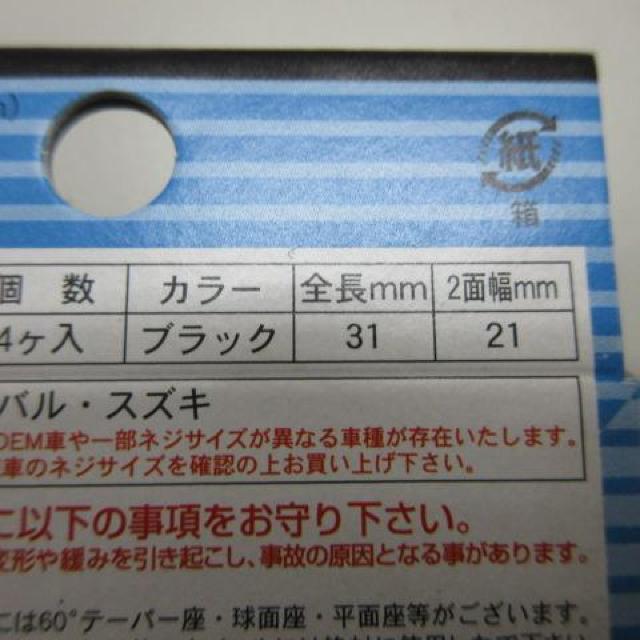 紙
箱
個 数 カラー 全長mm 2面幅mm
4ヶ入 ブラック 31 21
バル・スズキ
OEM車や一部ネジサイズが異なる車種が存在いたします。
車のネジサイズを確認の上お買い上げ下さい。
に以下の事項をお守り下さい。
変形や緩みを引き起こし、事故の原因となる事があります。
には60°テーパー座・球面座・平面座等がございます。